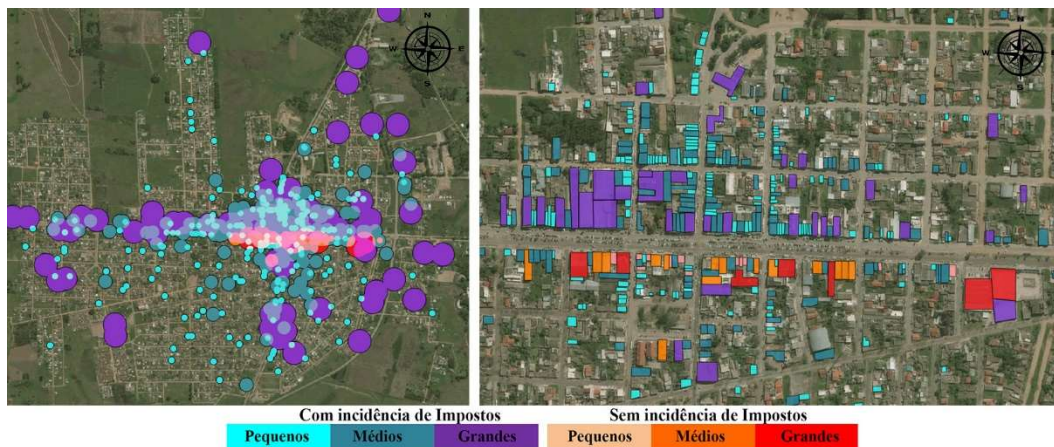 N
W E
S
N
W E
S
Com incidência de Impostos Sem incidência de Impostos
Pequenos Médios Grandes Pequenos Médios Grandes